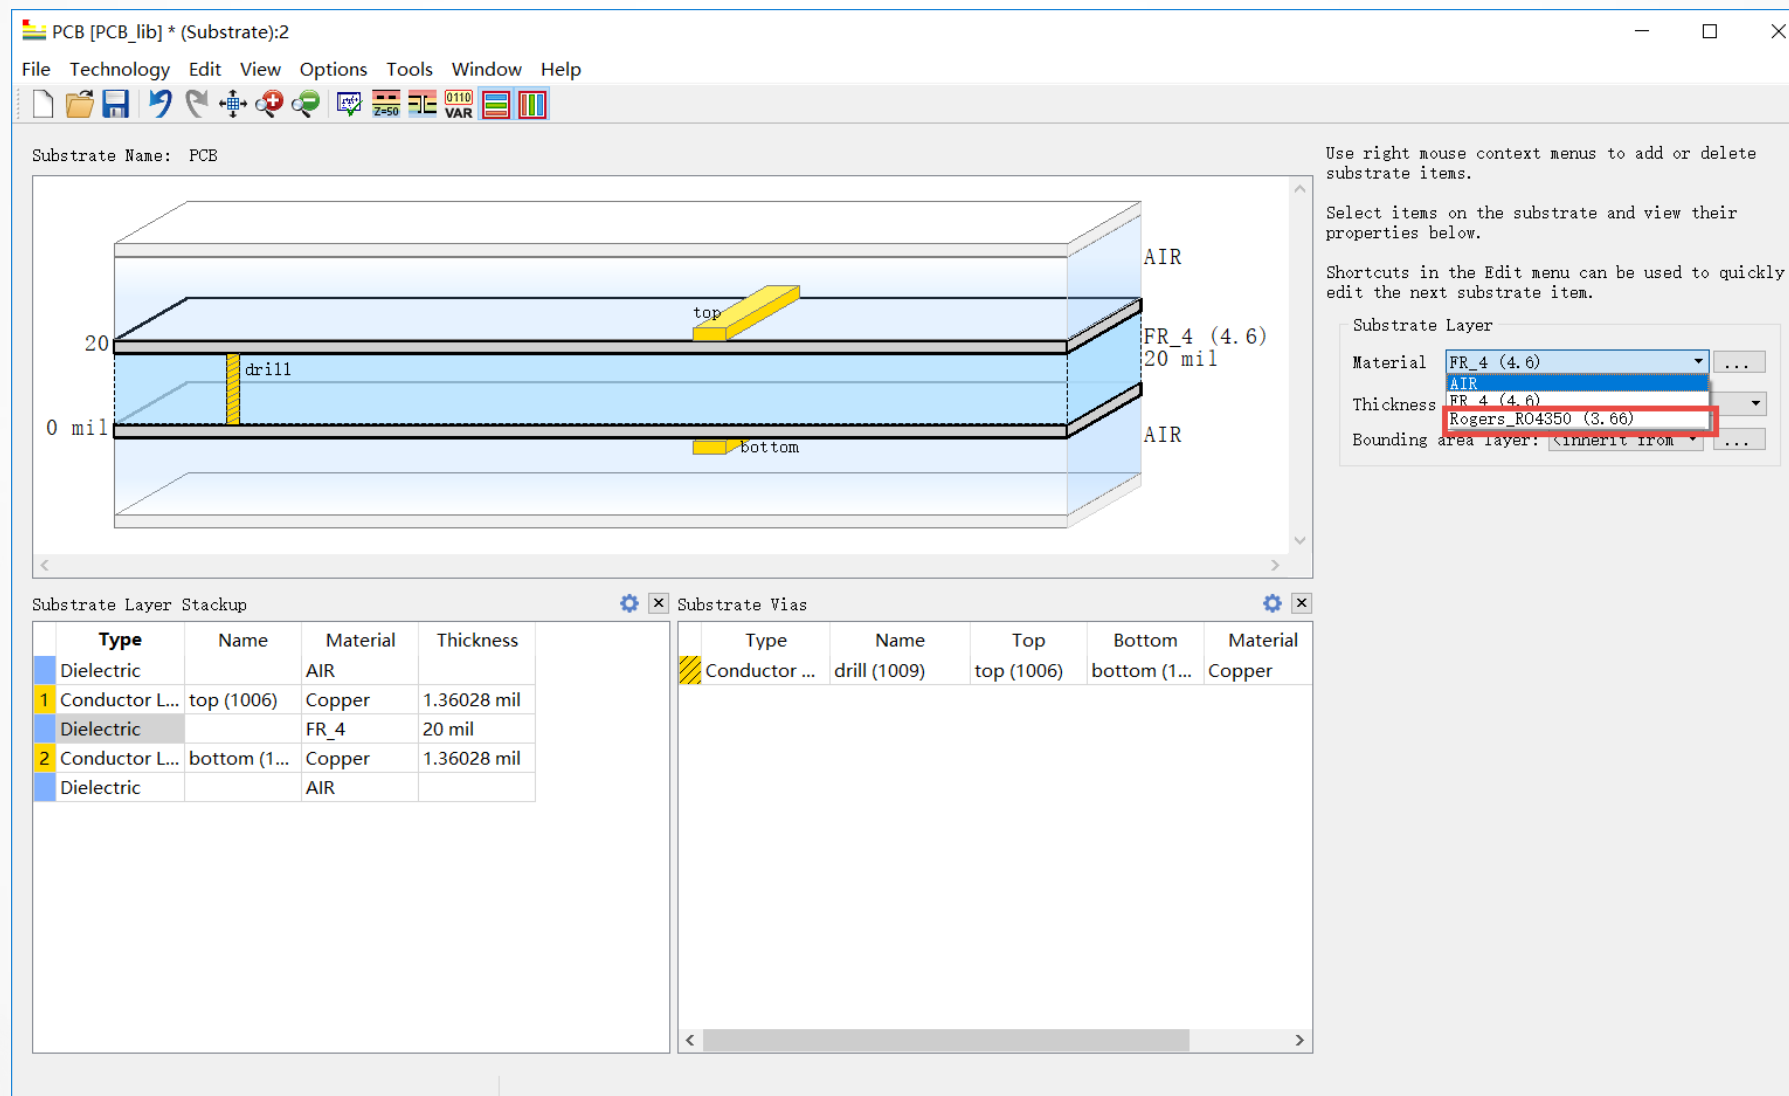 PCB [PCB_lib] * (Substrate):2
File Technology Edit View Options Tools Window Help
Z=50
0110
VAR
Substrate Name: PCB
Use right mouse context menus to add or delete
substrate items.
Select items on the substrate and view their
properties below.
Shortcuts in the Edit menu can be used to quickly
edit the next substrate item.
AIR
top
20
FR_4 (4.6)
20 mil
drill
0 mil
AIR
bottom
Substrate Layer
Material FR_4 (4.6) ...
AIR
Thickness FR_4 (4.6)
Rogers_RO4350 (3.66)
Bounding area layer: <inherit from ...
Substrate Layer Stackup
Type Name Material Thickness
Dielectric AIR
1 Conductor L... top (1006) Copper 1.36028 mil
Dielectric FR_4 20 mil
2 Conductor L... bottom (1... Copper 1.36028 mil
Dielectric AIR
Substrate Vias
Type Name Top Bottom Material
Conductor ... drill (1009) top (1006) bottom (1... Copper